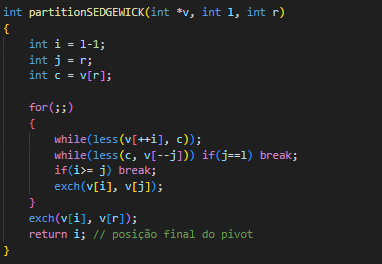 int partitionSEDGEWICK(int *v, int l, int r)
{
    int i = l-1;
    int j = r;
    int c = v[r];

    for(;;)
    {
        while(less(v[++i], c));
        while(less(c, v[--j])) if(j==l) break;
        if(i>= j) break;
        exch(v[i], v[j]);
    }
    exch(v[i], v[r]);
    return i; // posição final do pivot
}